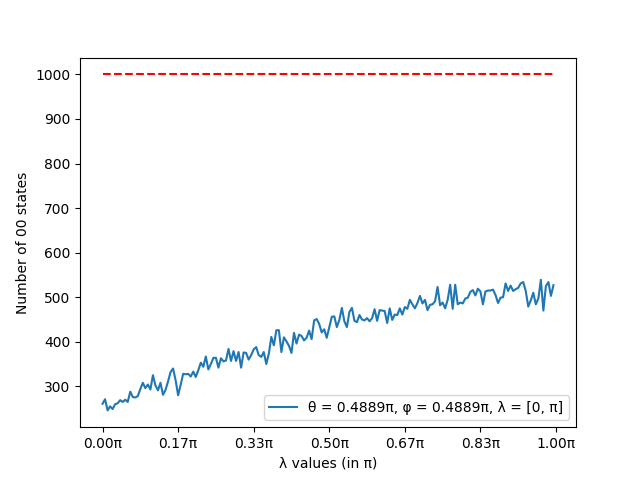 1000
900
800
700
600
500
400
300
Number of 00 states
θ = 0.4889π, φ = 0.4889π, λ = [0, π]
0.00π 0.17π 0.33π 0.50π 0.67π 0.83π 1.00π
λ values (in π)